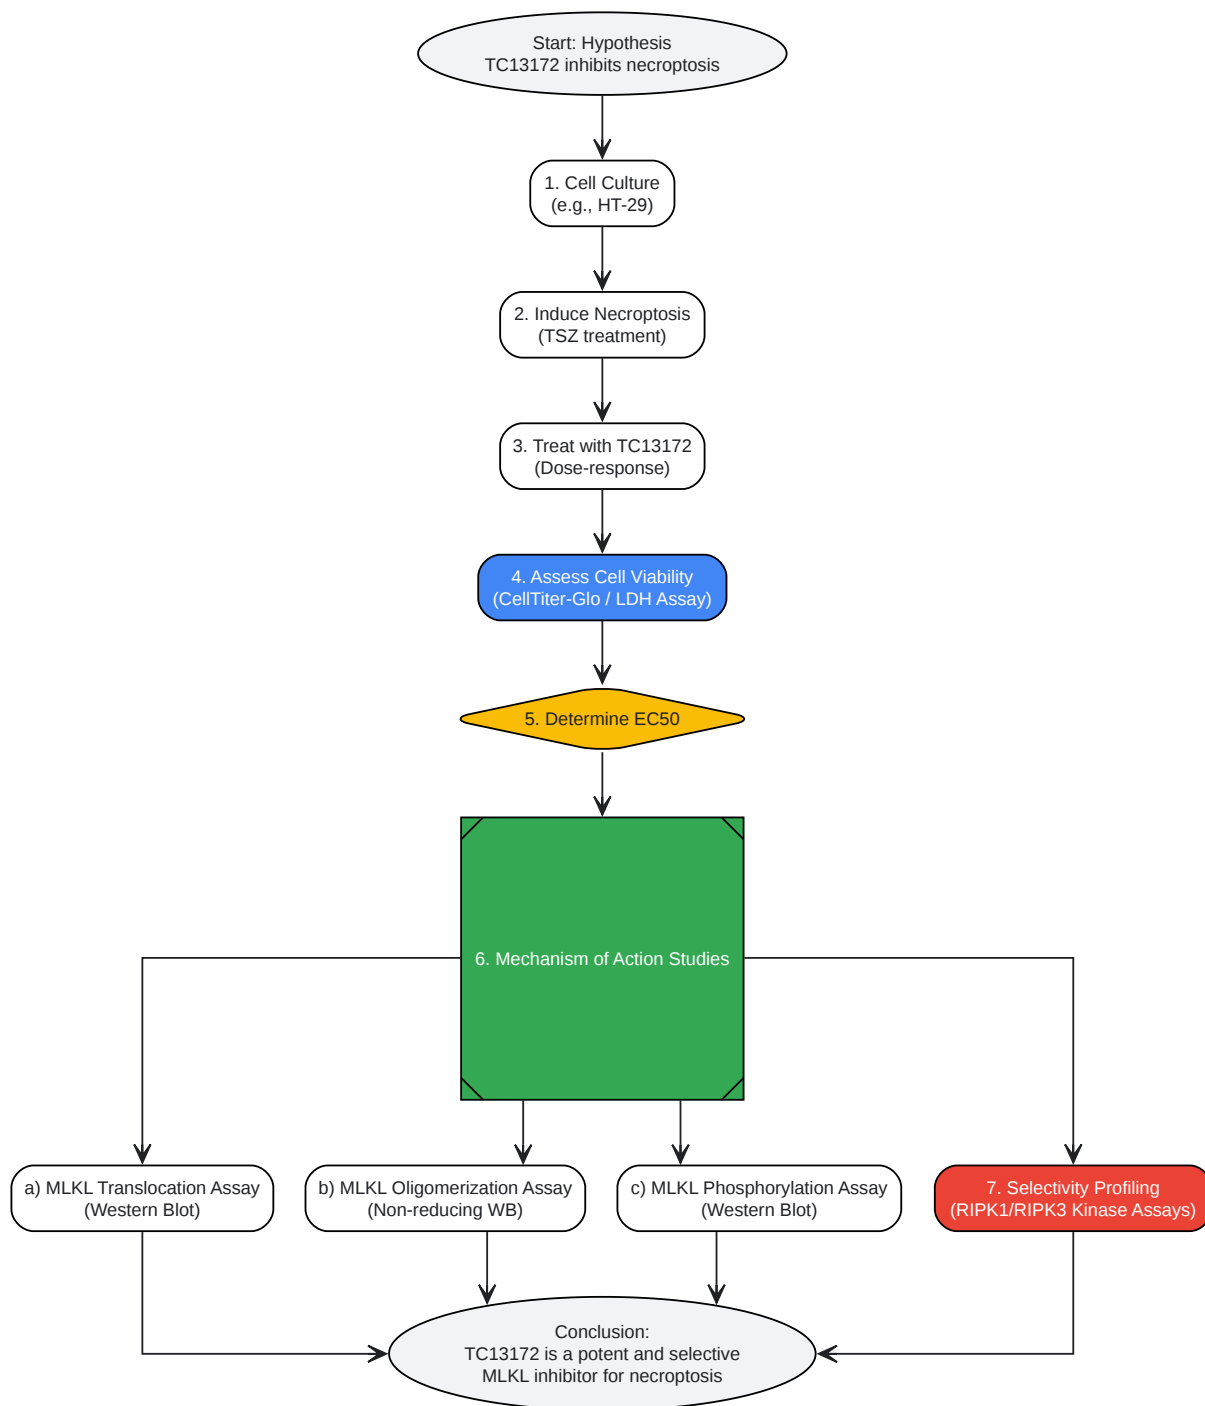 Start: Hypothesis
TC13172 inhibits necroptosis
1. Cell Culture
(e.g., HT-29)
2. Induce Necroptosis
(TSZ treatment)
3. Treat with TC13172
(Dose-response)
4. Assess Cell Viability
(CellTiter-Glo / LDH Assay)
5. Determine EC50
6. Mechanism of Action Studies
a) MLKL Translocation Assay
(Western Blot)
b) MLKL Oligomerization Assay
(Non-reducing WB)
c) MLKL Phosphorylation Assay
(Western Blot)
7. Selectivity Profiling
(RIPK1/RIPK3 Kinase Assays)
Conclusion:
TC13172 is a potent and selective
MLKL inhibitor for necroptosis